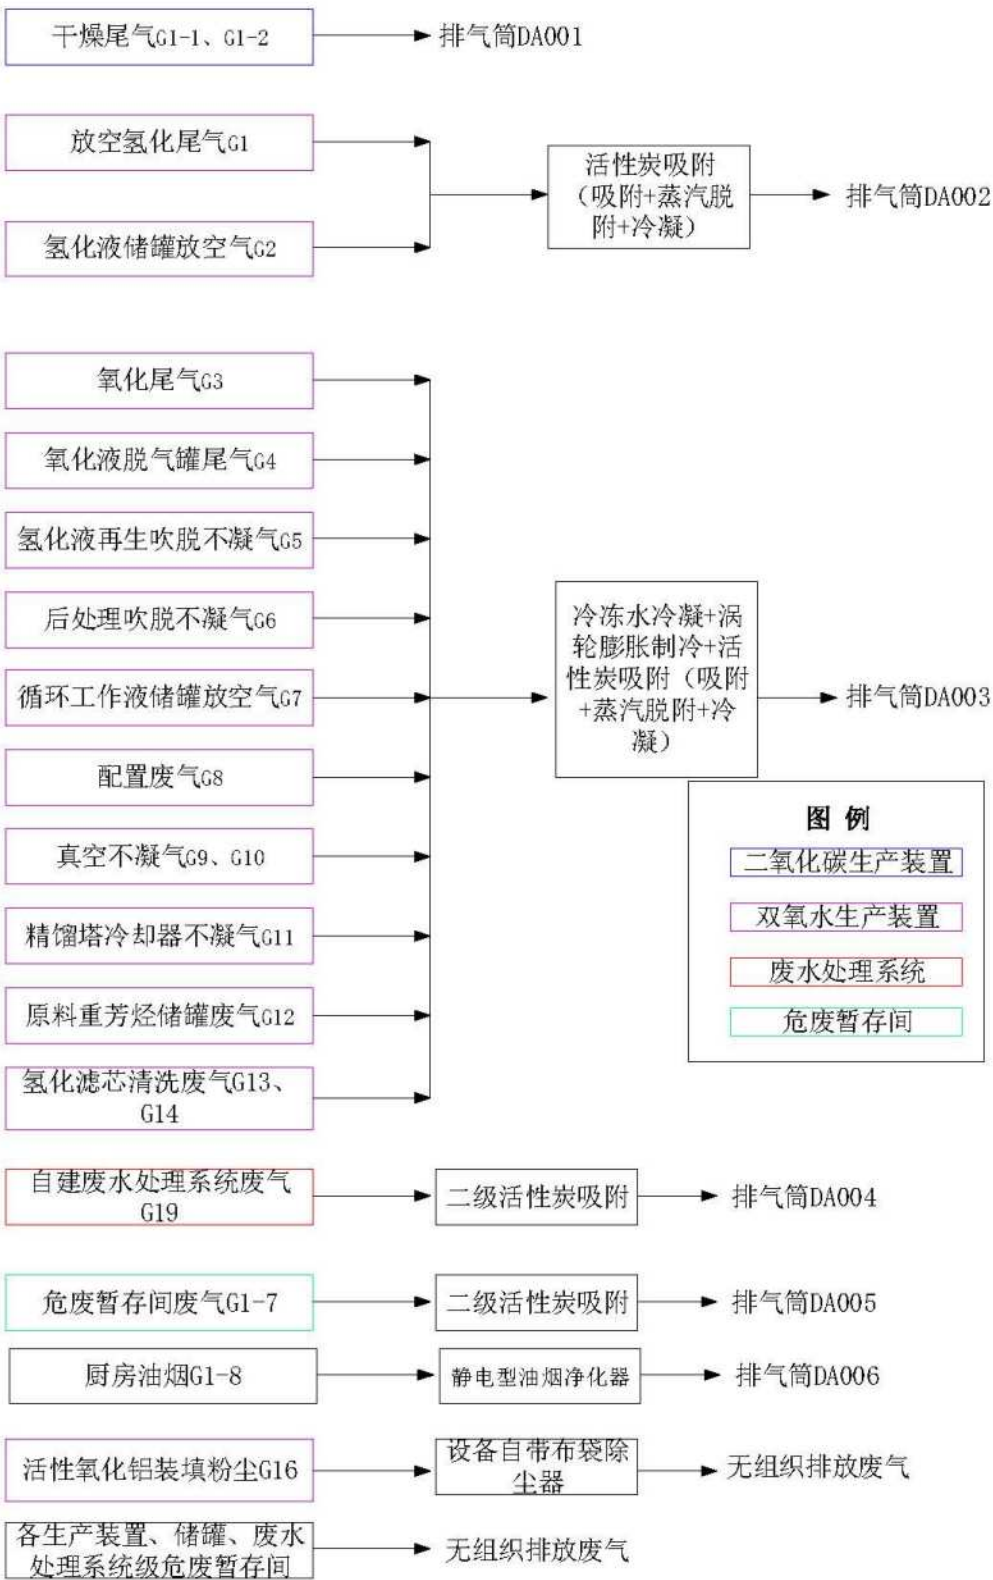 干燥尾气G1-1、G1-2
排气筒DA001
放空氢化尾气G1
氢化液储罐放空气G2
活性炭吸附
（吸附+蒸汽脱
附+冷凝）
排气筒DA002
氧化尾气G3
氧化液脱气罐尾气G4
氢化液再生吹脱不凝气G5
后处理吹脱不凝气G6
循环工作液储罐放空气G7
配置废气G8
真空不凝气G9、G10
精馏塔冷却器不凝气G11
原料重芳烃储罐废气G12
氢化滤芯清洗废气G13、
G14
冷冻水冷凝+涡
轮膨胀制冷+活
性炭吸附（吸附
+蒸汽脱附+冷
凝）
排气筒DA003
图 例
二氧化碳生产装置
双氧水生产装置
废水处理系统
危废暂存间
自建废水处理系统废气
G19
二级活性炭吸附
排气筒DA004
危废暂存间废气G1-7
二级活性炭吸附
排气筒DA005
厨房油烟G1-8
静电型油烟净化器
排气筒DA006
活性氧化铝装填粉尘G16
设备自带布袋除
尘器
无组织排放废气
各生产装置、储罐、废水
处理系统级危废暂存间
无组织排放废气